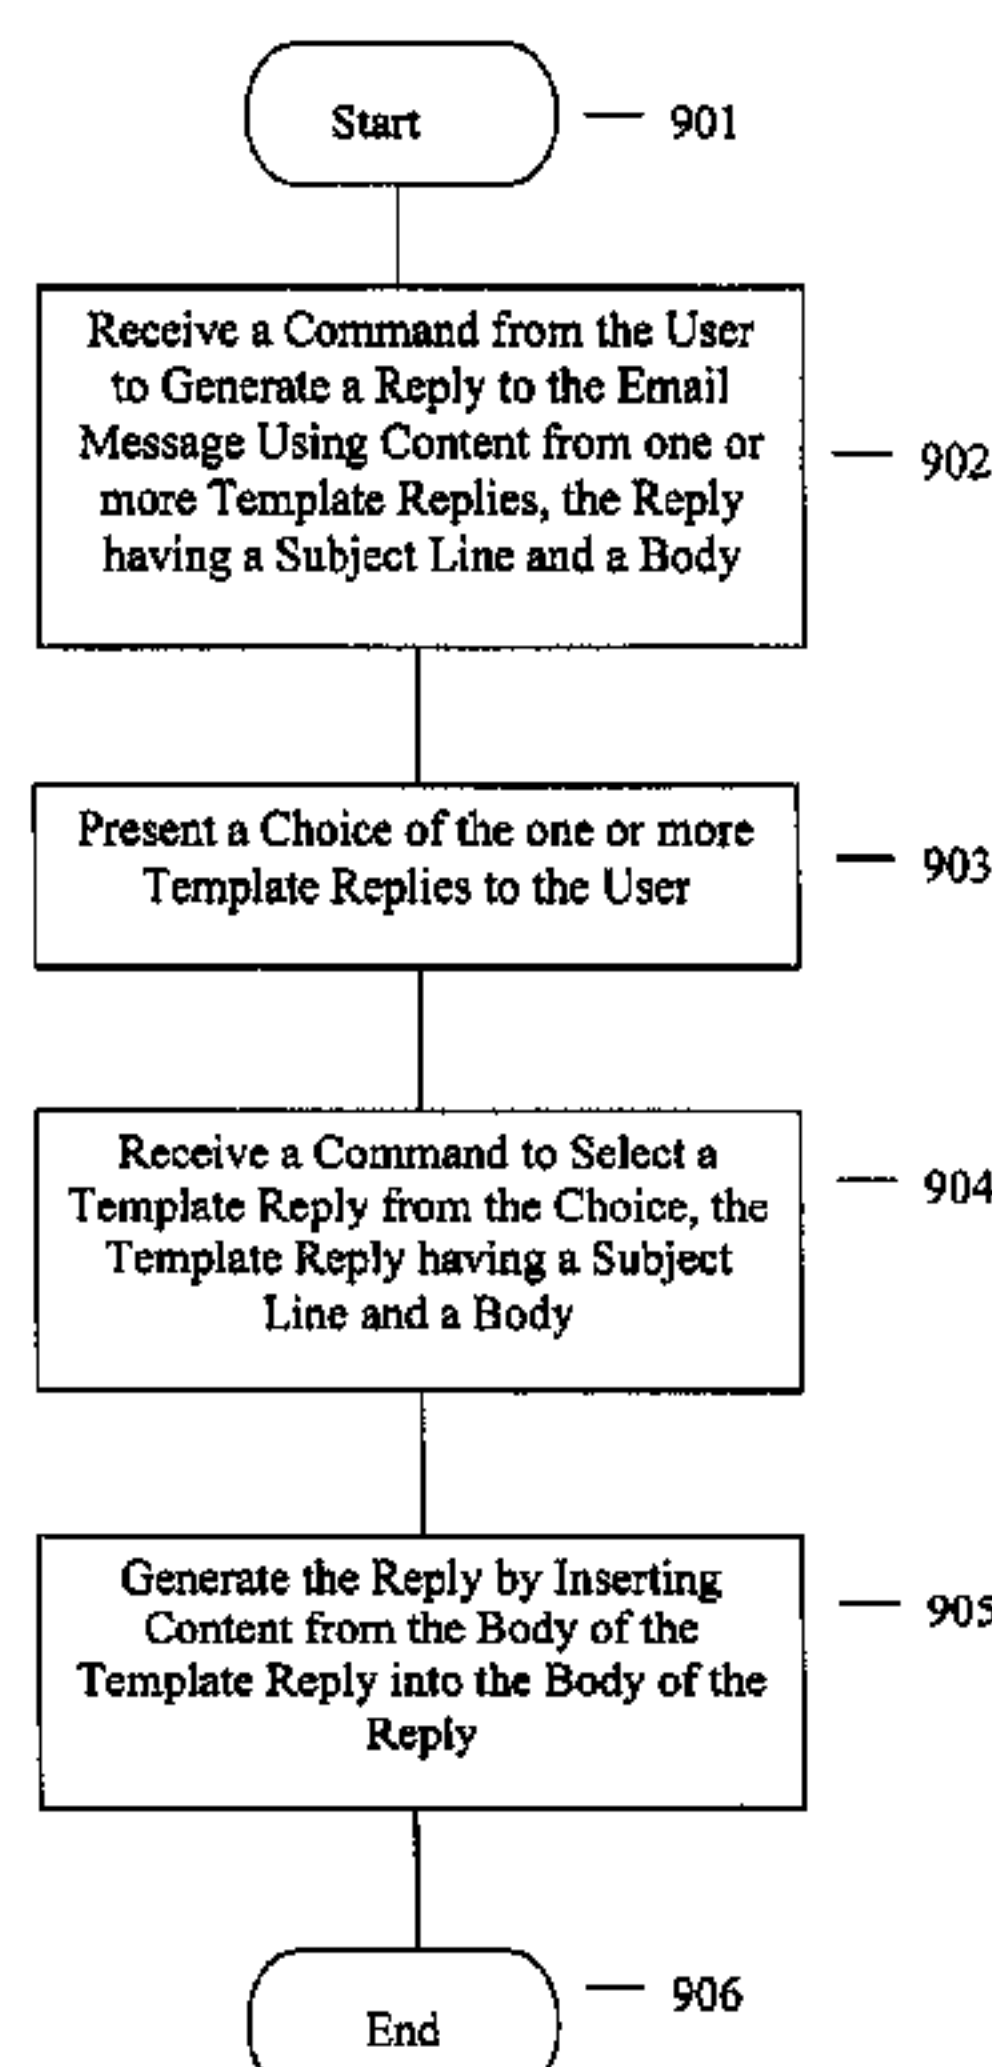 Start
901
Receive a Command from the User
to Generate a Reply to the Email
Message Using Content from one or
more Template Replies, the Reply
having a Subject Line and a Body
902
Present a Choice of the one or more
Template Replies to the User
903
Receive a Command to Select a
Template Reply from the Choice, the
Template Reply having a Subject
Line and a Body
904
Generate the Reply by Inserting
Content from the Body of the
Template Reply into the Body of the
Reply
905
End
906